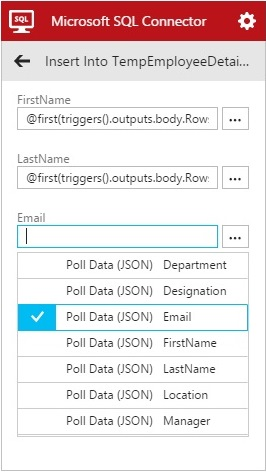 Microsoft SQL Connector
Insert Into TempEmployeeDetai...
FirstName
@first(triggers().outputs.body.Rows
...
LastName
@first(triggers().outputs.body.Rows
...
Email
...
Poll Data (JSON) Department
Poll Data (JSON) Designation
Poll Data (JSON) Email
Poll Data (JSON) FirstName
Poll Data (JSON) LastName
Poll Data (JSON) Location
Poll Data (JSON) Manager